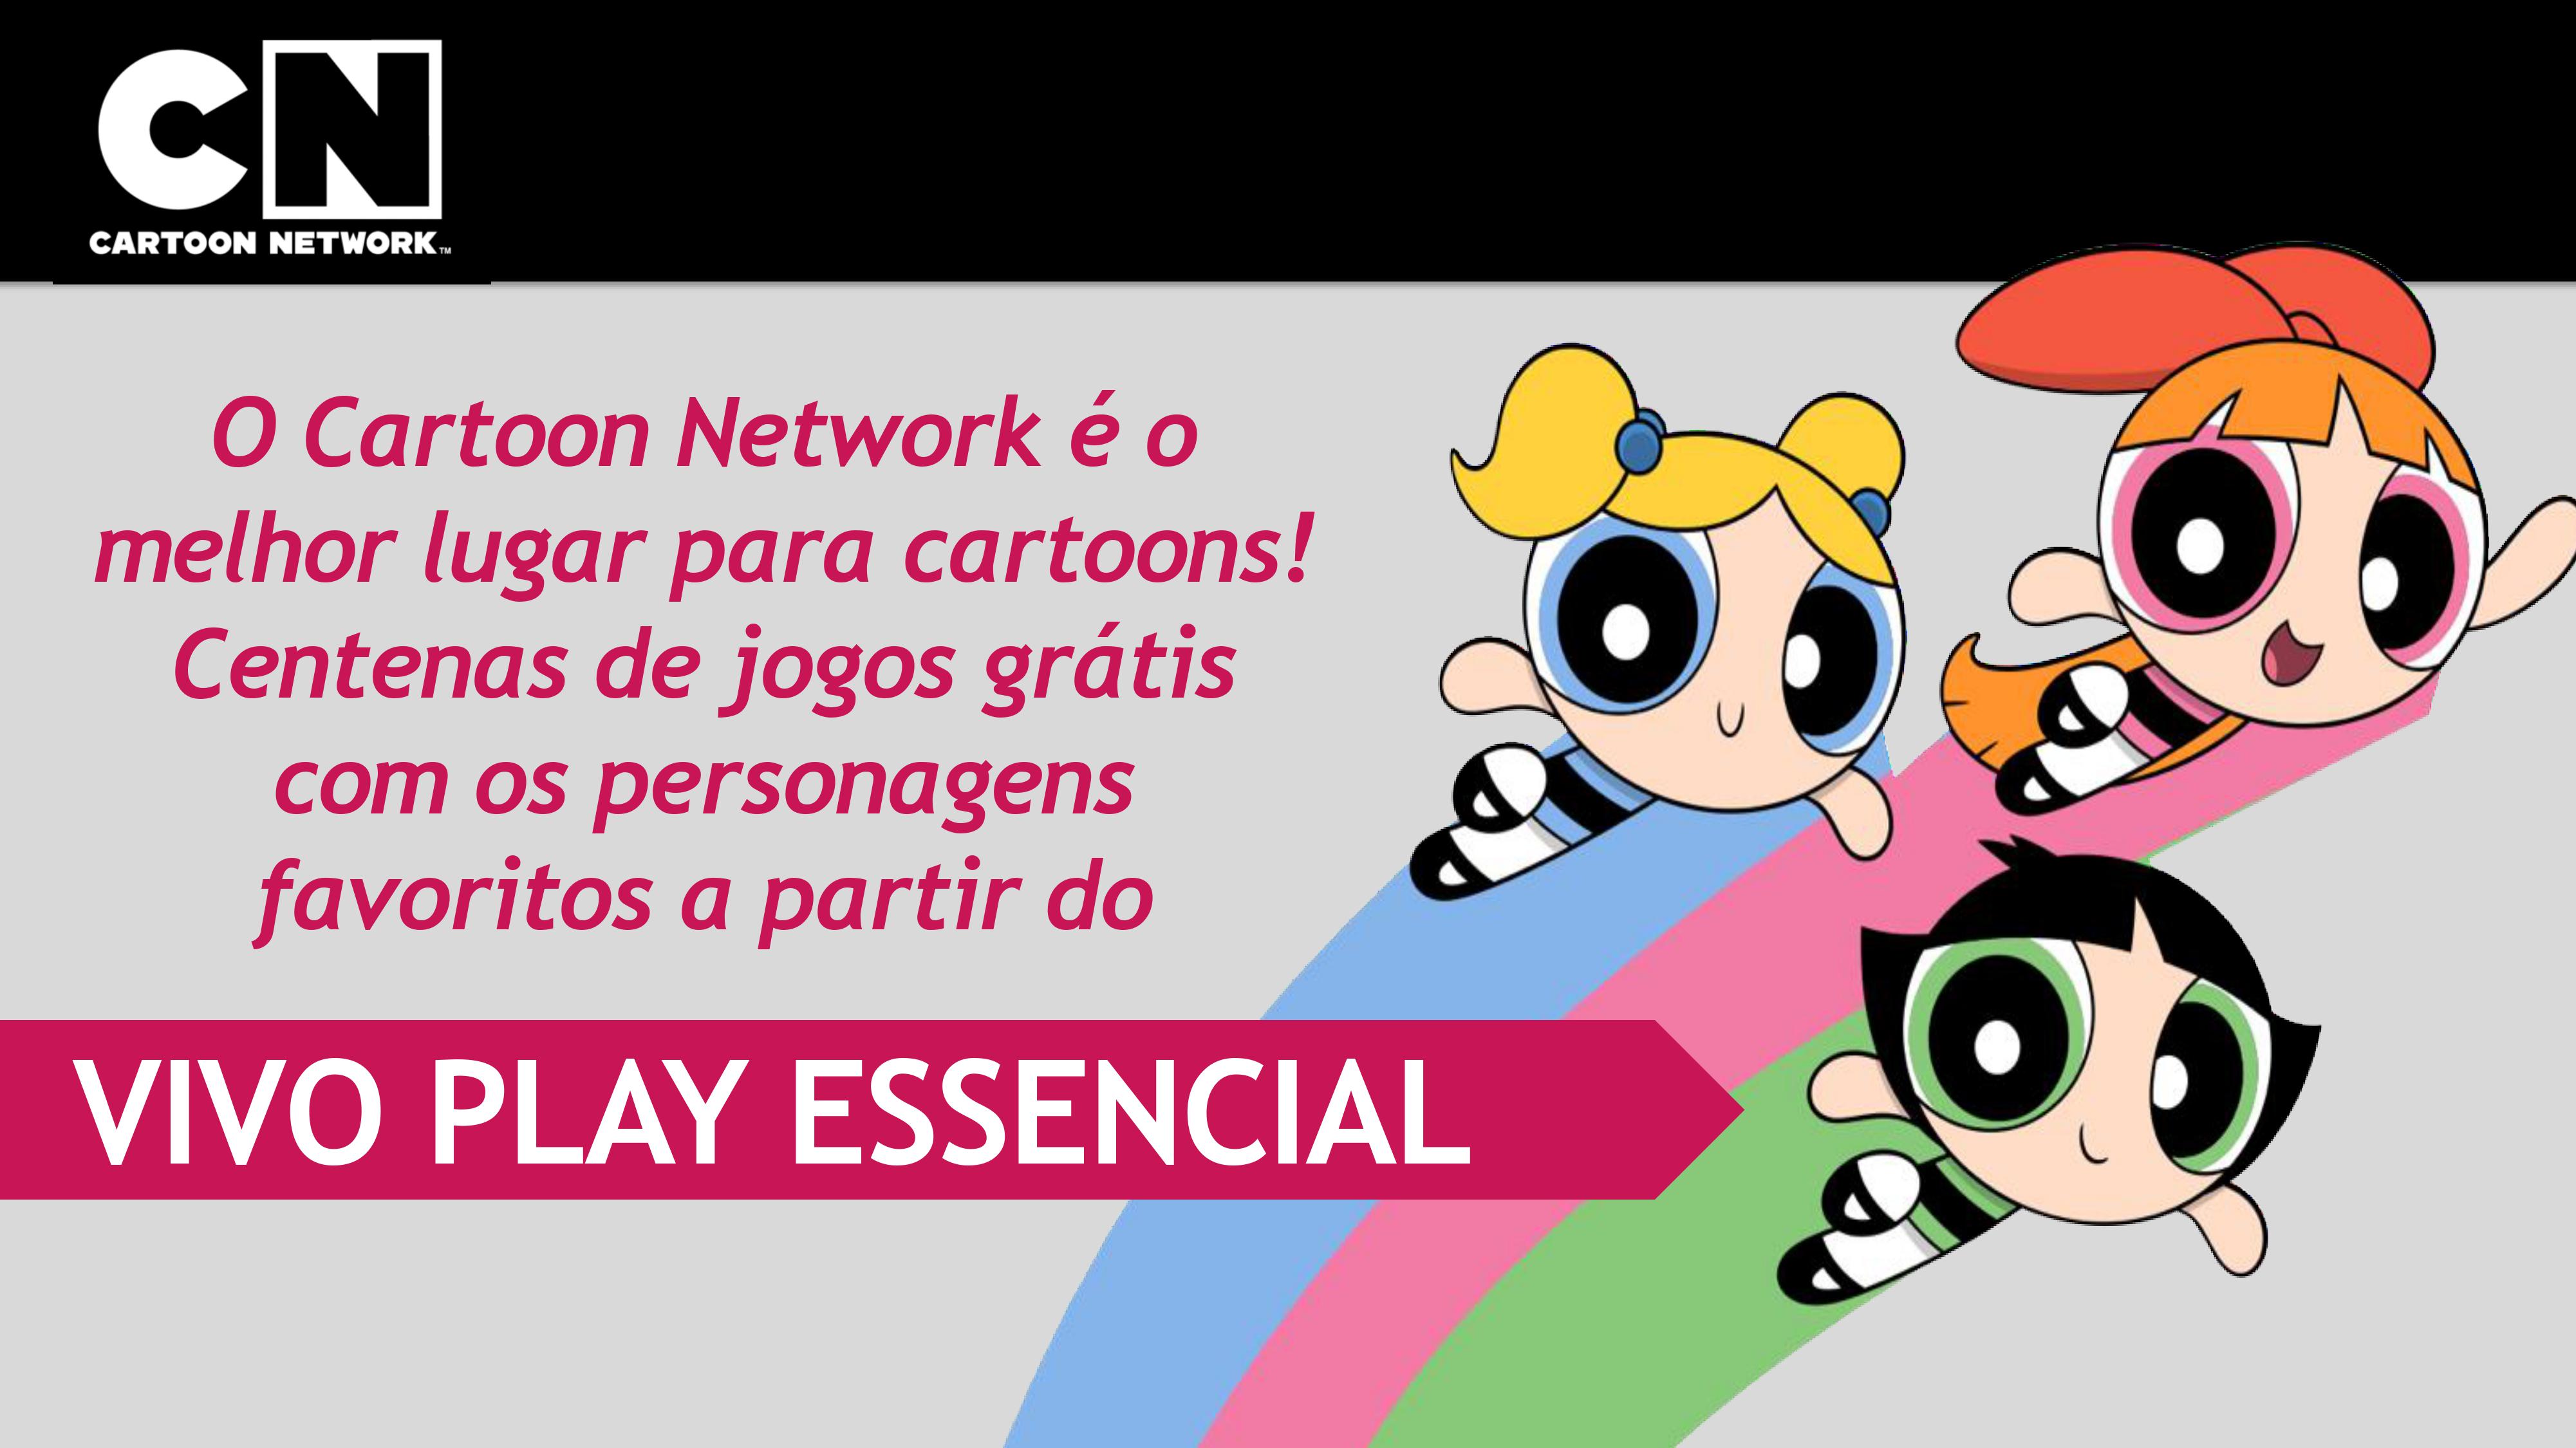 CN
CARTOON NETWORK™
O Cartoon Network é o
melhor lugar para cartoons!
Centenas de jogos grátis
com os personagens
favoritos a partir do
VIVO PLAY ESSENCIAL